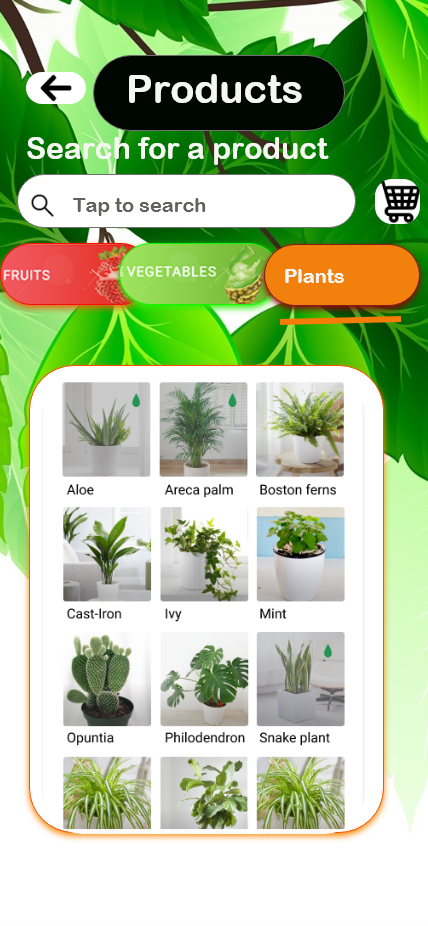 Products
Search for a product
Tap to search
FRUITS
VEGETABLES
Plants
Aloe
Areca palm
Boston ferns
Cast-Iron
Ivy
Mint
Opuntia
Philodendron
Snake plant